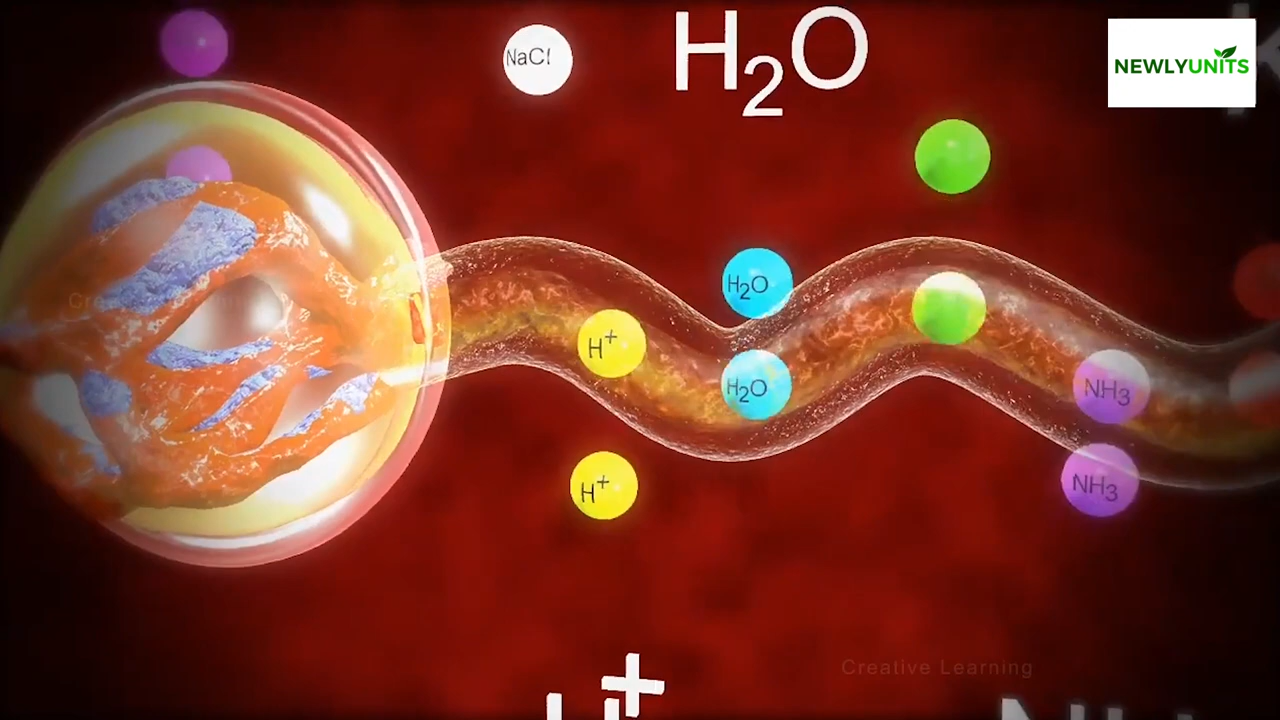 NaCl
H₂O
NEWLYUNITS
H₂O
H⁺
H₂O
NH₃
H⁺
NH₃
Creative Learning